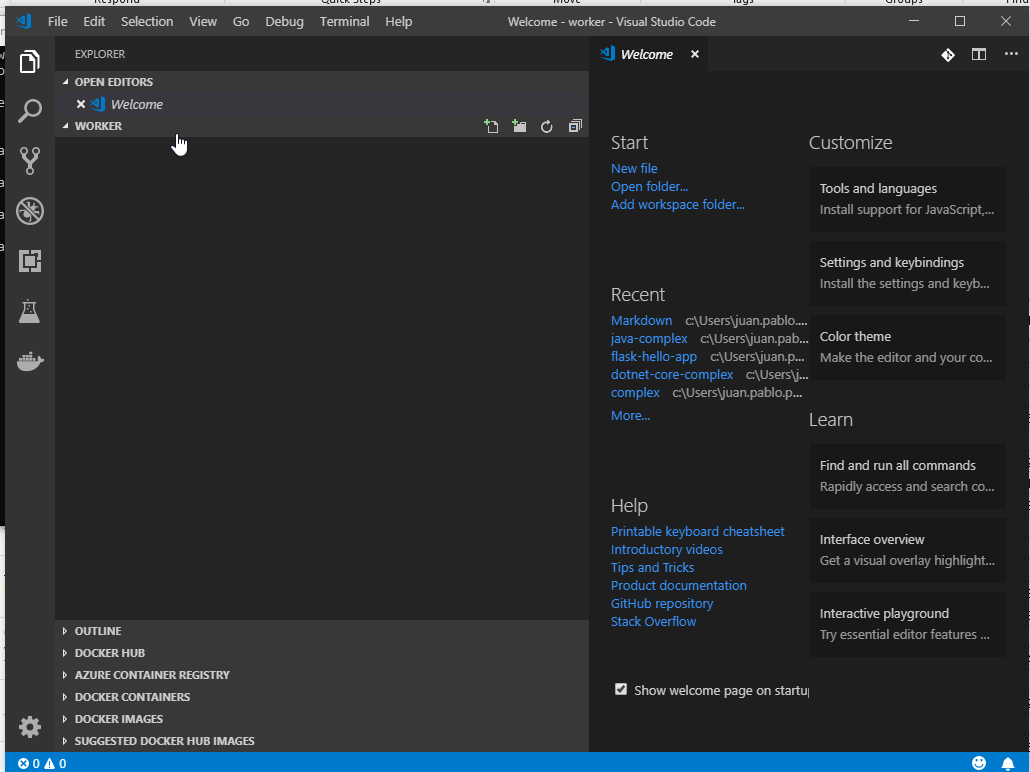 Respond Quick Steps Move Tags Groups Find
File Edit Selection View Go Debug Terminal Help Welcome - worker - Visual Studio Code
EXPLORER
OPEN EDITORS
Welcome
WORKER
Welcome
Start
New file
Open folder...
Add workspace folder...
Recent
Markdown c:\Users\juan.pablo....
java-complex c:\Users\juan.pab...
flask-hello-app c:\Users\juan.p...
dotnet-core-complex c:\Users\j...
complex c:\Users\juan.pablo.p...
More...
Help
Printable keyboard cheatsheet
Introductory videos
Tips and Tricks
Product documentation
GitHub repository
Stack Overflow
Show welcome page on startu
Customize
Tools and languages
Install support for JavaScript,...
Settings and keybindings
Install the settings and keyb...
Color theme
Make the editor and your co...
Learn
Find and run all commands
Rapidly access and search co...
Interface overview
Get a visual overlay highlight...
Interactive playground
Try essential editor features ...
OUTLINE
DOCKER HUB
AZURE CONTAINER REGISTRY
DOCKER CONTAINERS
DOCKER IMAGES
SUGGESTED DOCKER HUB IMAGES
0 0